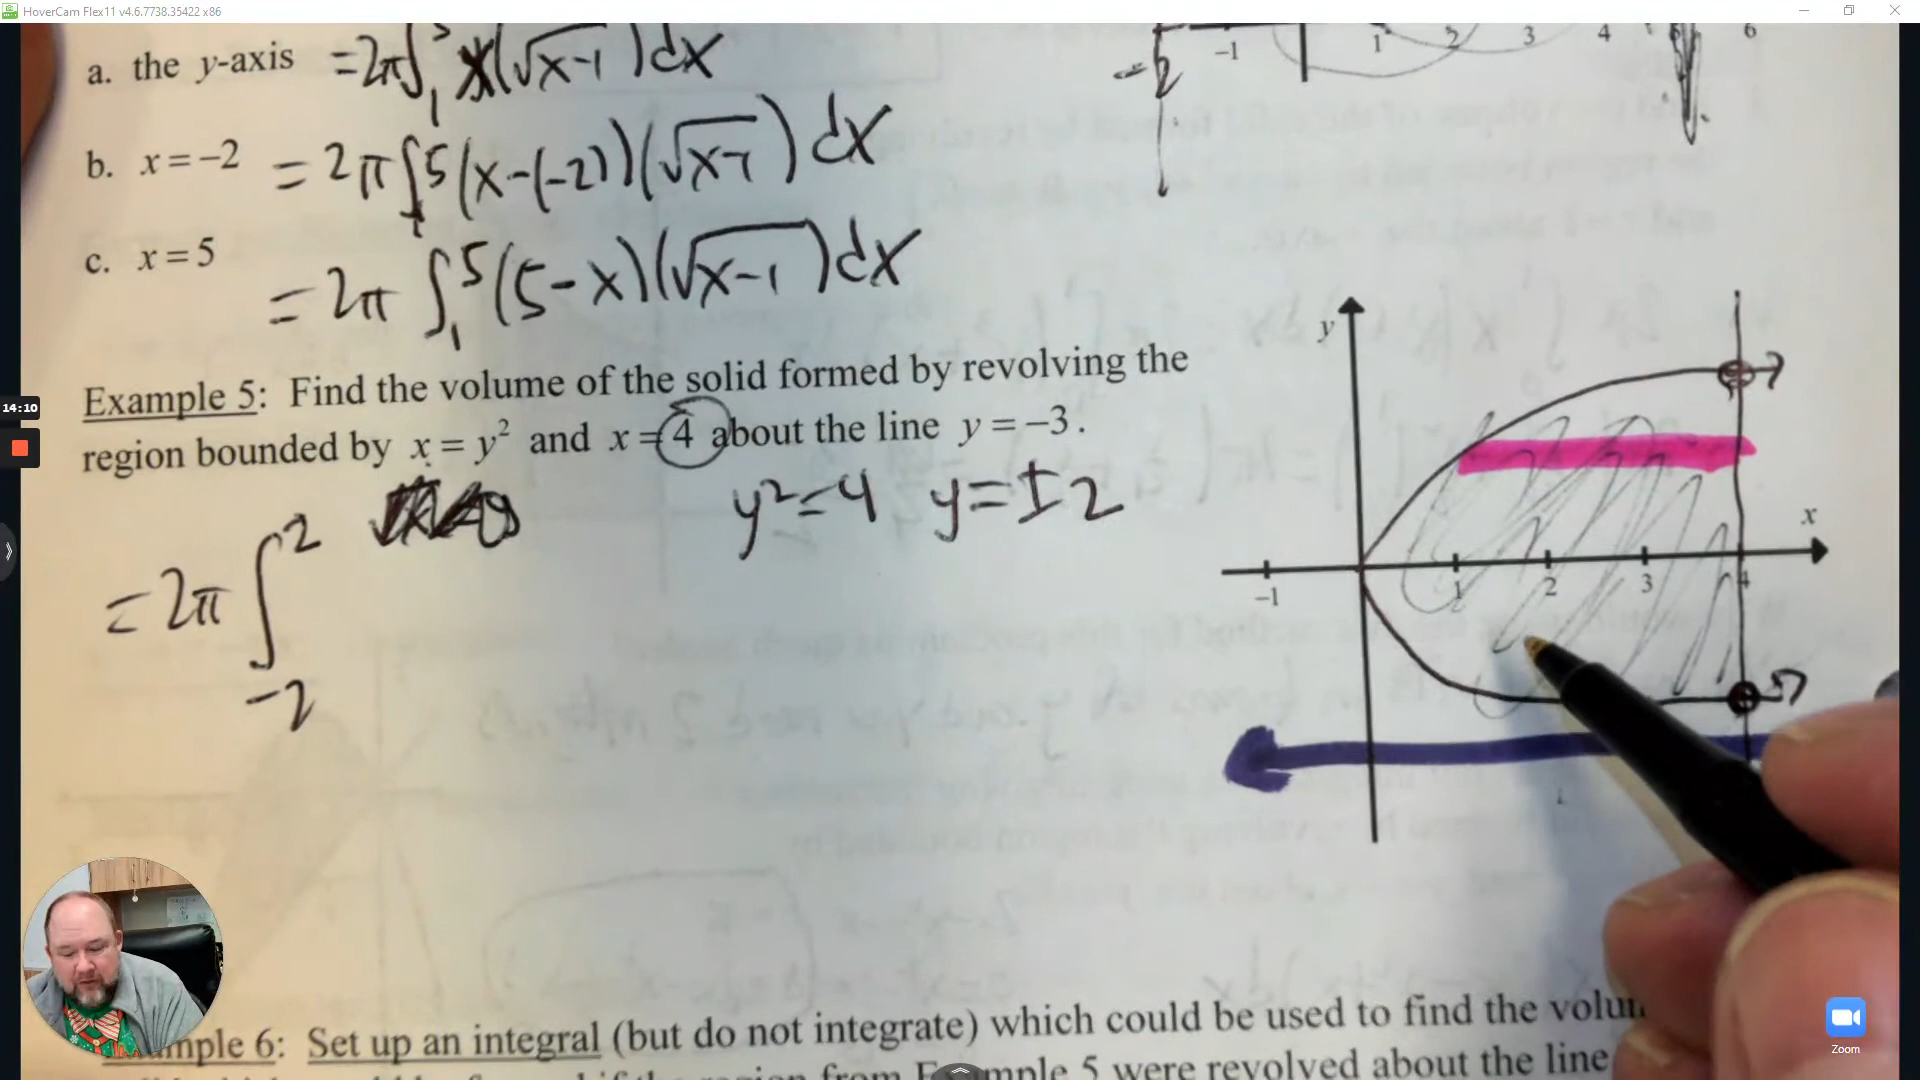 HoverCam Flex11 v4.6.7738.35422 x86
a. the y-axis = 2π∫₁⁵ x(√x-1)dx
b. x = −2 = 2π∫₁⁵(x-(-2))(√x-1)dx
c. x = 5 = 2π∫₁⁵(5-x)(√x-1)dx
-2 −1 1 2 3 4 6
Example 5: Find the volume of the solid formed by revolving the
region bounded by x = y² and x = 4 about the line y = −3.
y²=4 y=±2
= 2π∫₋₂²
y
x
−1 1 2 3 4
14:10
Example 6: Set up an integral (but do not integrate) which could be used to find the
the region from Example 5 were revolved about the line
Zoom